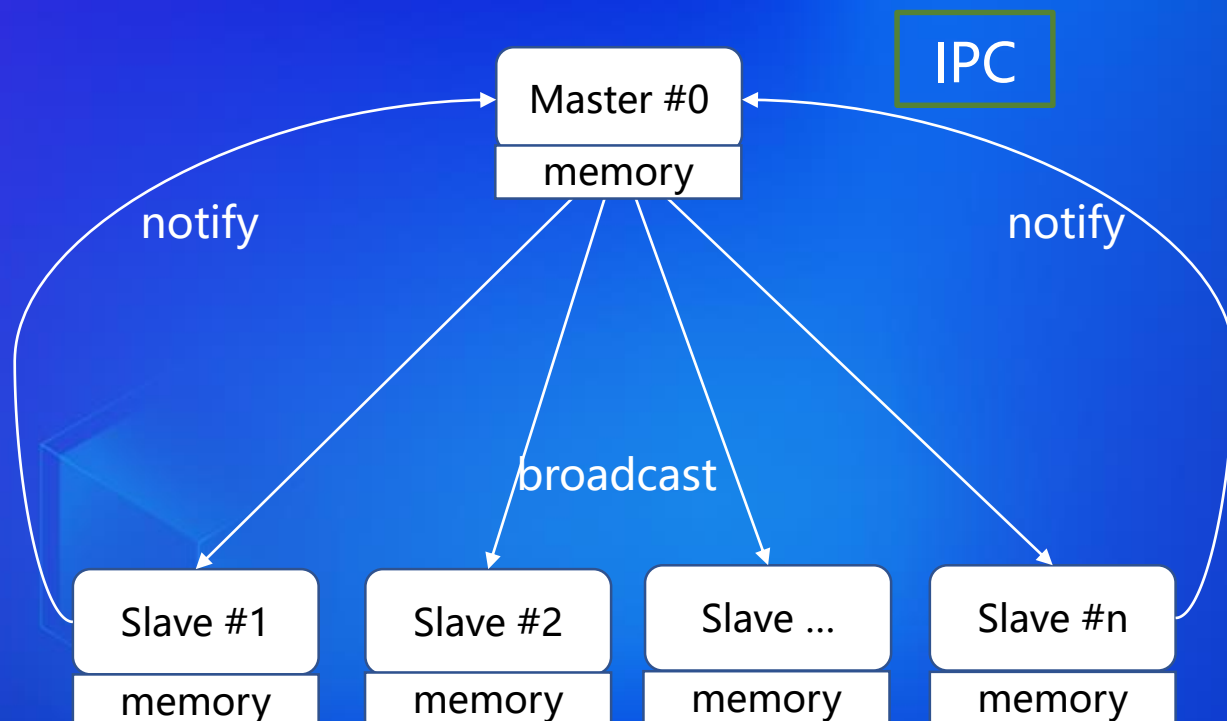 IPC
Master #0
memory
notify
notify
broadcast
Slave #1
Slave #2
Slave ...
Slave #n
memory
memory
memory
memory